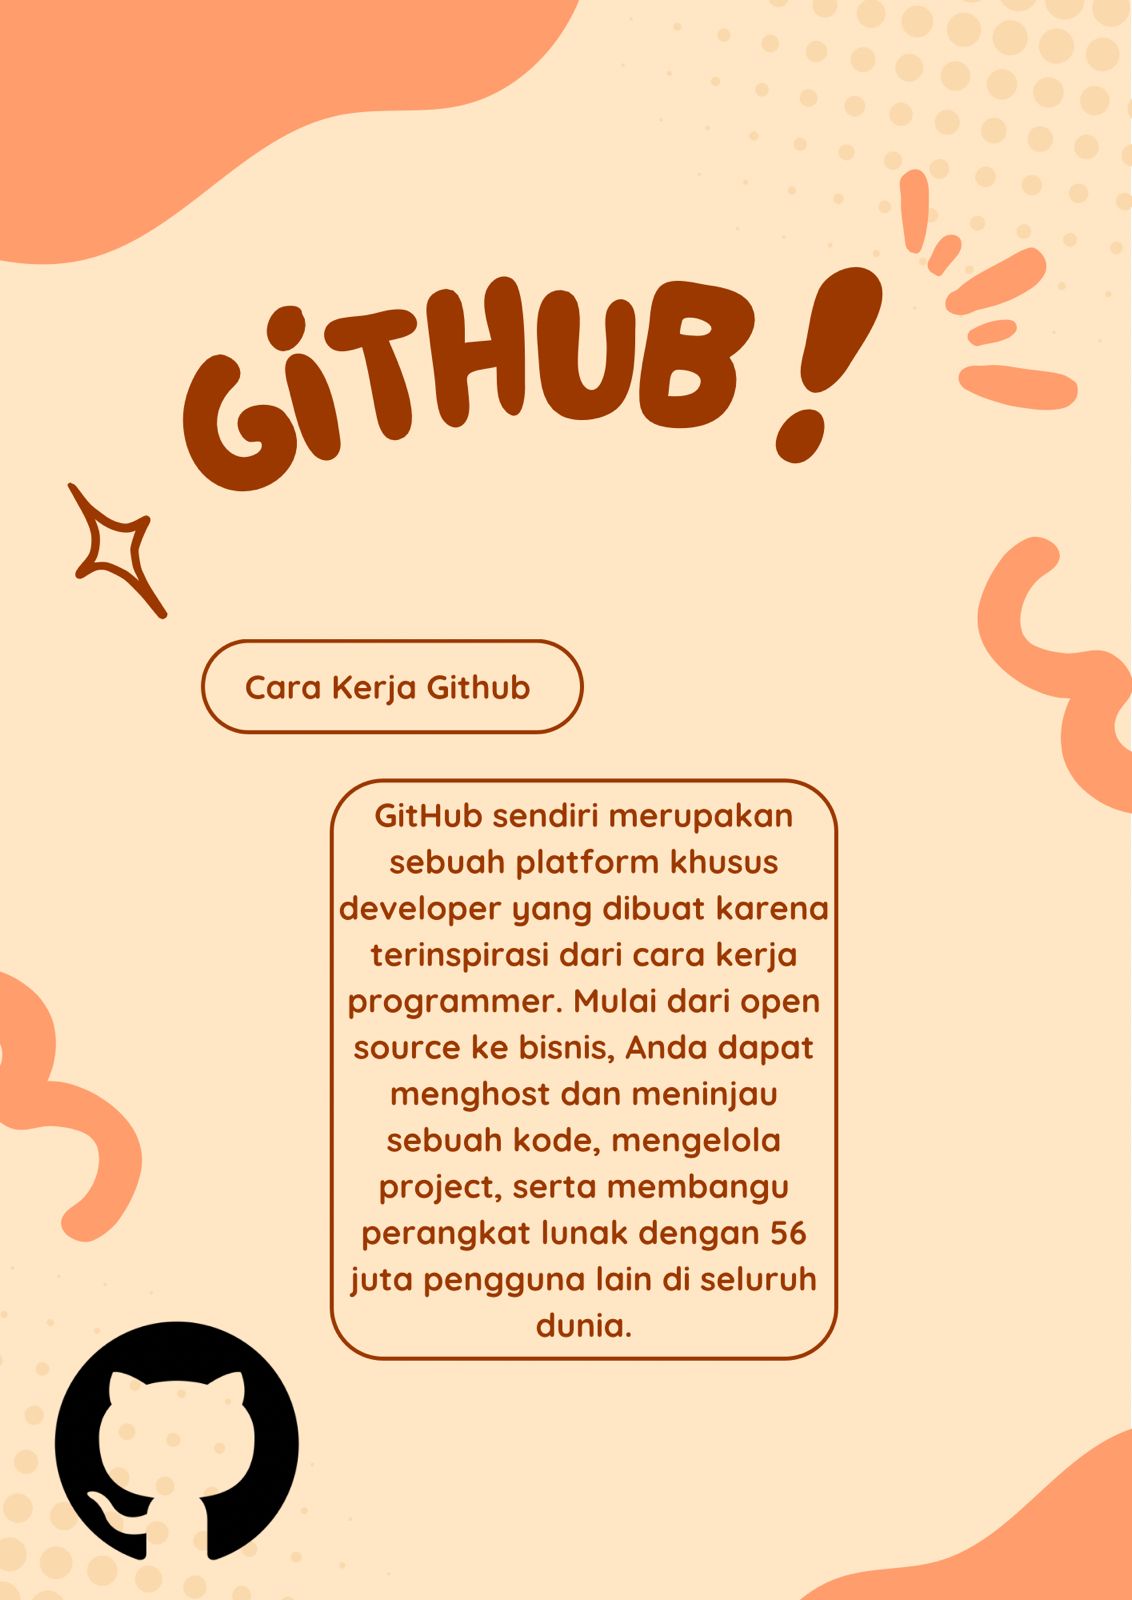 GiTHUB !
Cara Kerja Github
GitHub sendiri merupakan
sebuah platform khusus
developer yang dibuat karena
terinspirasi dari cara kerja
programmer. Mulai dari open
source ke bisnis, Anda dapat
menghost dan meninjau
sebuah kode, mengelola
project, serta membangu
perangkat lunak dengan 56
juta pengguna lain di seluruh
dunia.